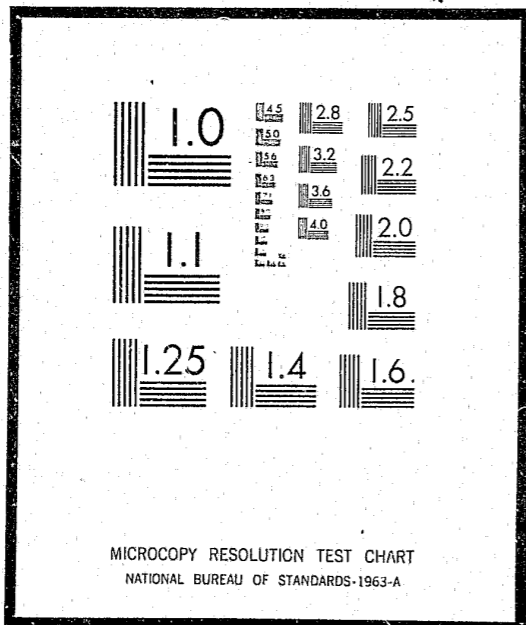 1.0
4.5 2.8 2.5
5.0
5.6 3.2 2.2
6.3
3.6
4.0 2.0
1.1
1.8
1.25 1.4 1.6
MICROCOPY RESOLUTION TEST CHART
NATIONAL BUREAU OF STANDARDS-1963-A